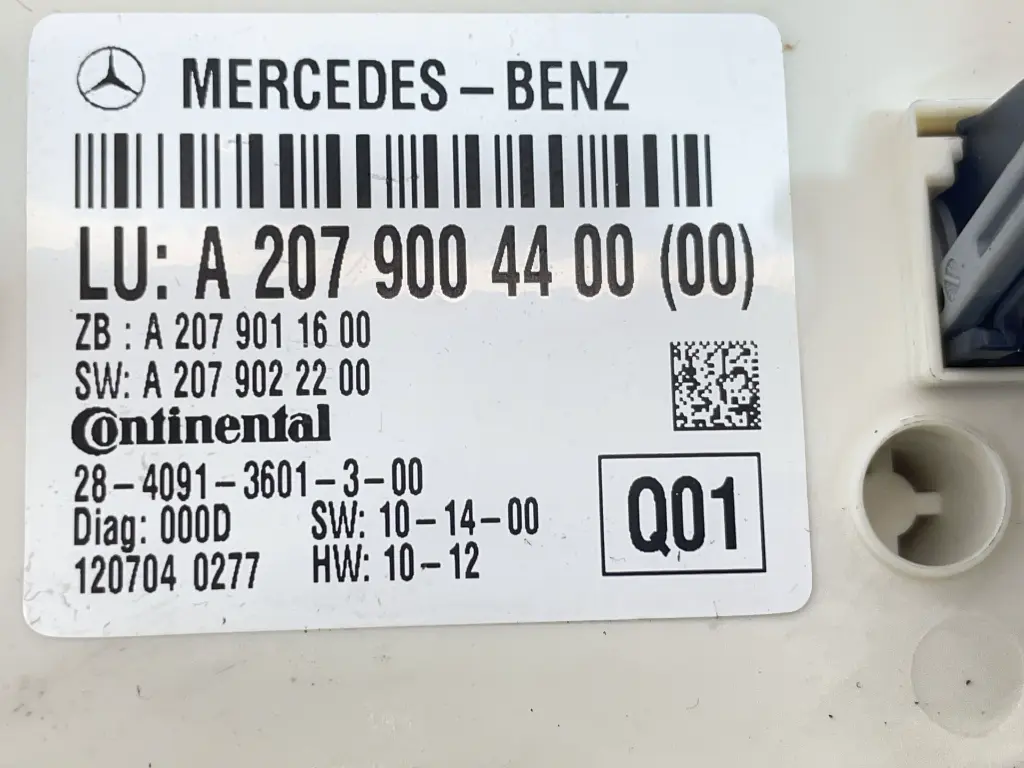 MERCEDES-BENZ
LU: A 207 900 44 00 (00)
ZB : A 207 901 16 00
SW: A 207 902 22 00
Continental
28-4091-3601-3-00
Diag: 000D SW: 10-14-00
120704 0277 HW: 10-12
Q01